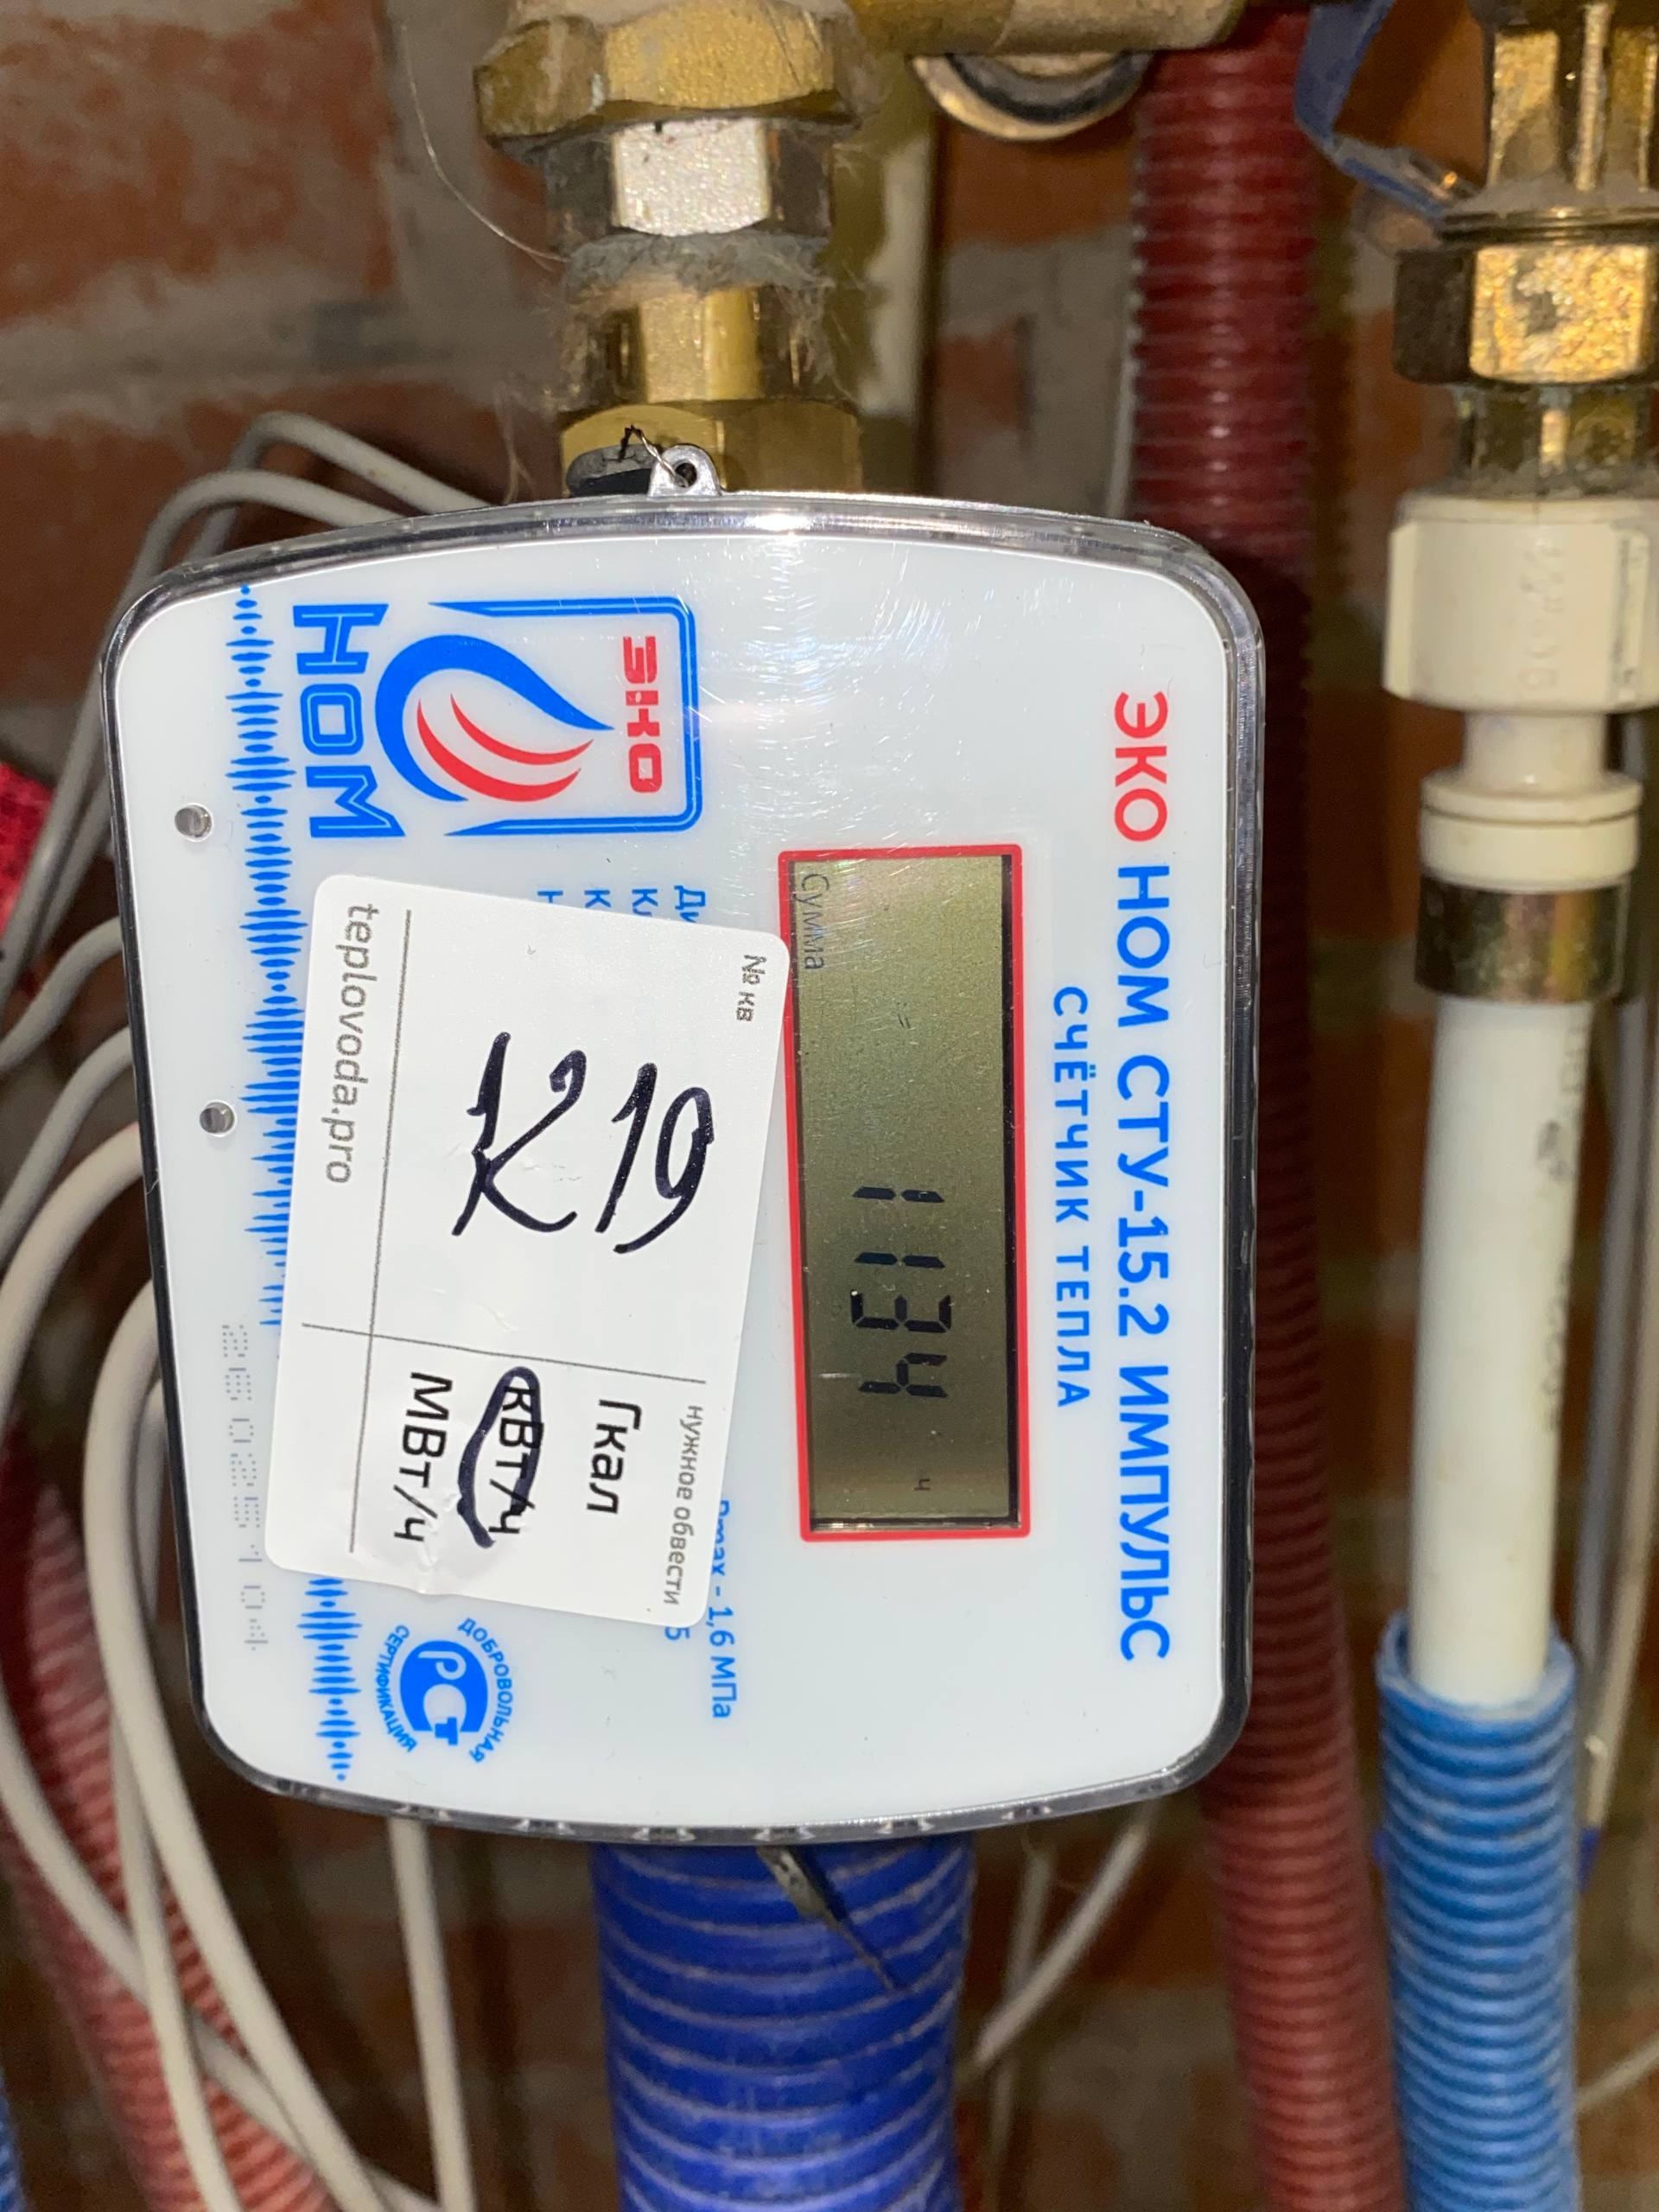 ЭКО НОМ СТУ-15.2 ИМПУЛЬС
СЧЁТЧИК ТЕПЛА
1134 ч
Сумма
ЭКО
НОМ
max - 1,6 МПа
№ кв
К19
нужное обвести
Гкал
кВт/ч
МВт/ч
teplovoda.pro
ДОБРОВОЛЬНАЯ
РСТ
СЕРТИФИКАЦИЯ